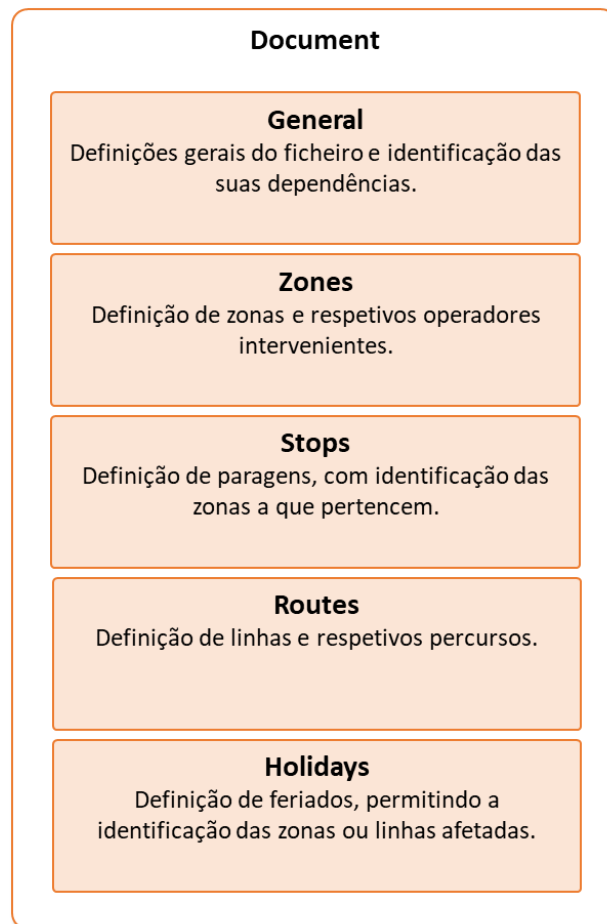 Document
General
Definições gerais do ficheiro e identificação das
suas dependências.
Zones
Definição de zonas e respetivos operadores
intervenientes.
Stops
Definição de paragens, com identificação das
zonas a que pertencem.
Routes
Definição de linhas e respetivos percursos.
Holidays
Definição de feriados, permitindo a
identificação das zonas ou linhas afetadas.